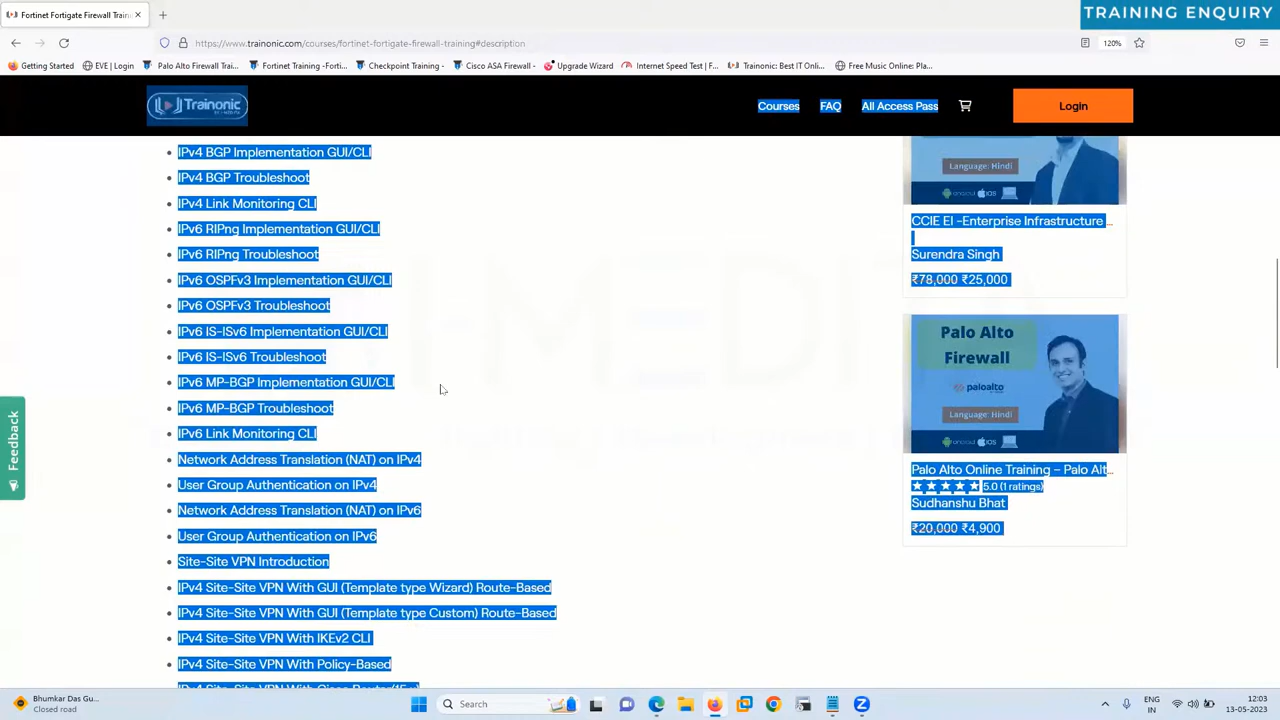 Fortinet Fortigate Firewall Train
TRAINING ENQUIRY
https://www.trainonic.com/courses/fortinet-fortigate-firewall-training#description
120%
Getting Started
EVE | Login
Palo Alto Firewall Trai...
Fortinet Training -Forti...
Checkpoint Training -
Cisco ASA Firewall -
Upgrade Wizard
Internet Speed Test | F...
Trainonic: Best IT Onli...
Free Music Online: Pla...
Trainonic
Courses
FAQ
All Access Pass
Login
IPv4 BGP Implementation GUI/CLI
IPv4 BGP Troubleshoot
IPv4 Link Monitoring CLI
IPv6 RIPng Implementation GUI/CLI
IPv6 RIPng Troubleshoot
IPv6 OSPFv3 Implementation GUI/CLI
IPv6 OSPFv3 Troubleshoot
IPv6 IS-ISv6 Implementation GUI/CLI
IPv6 IS-ISv6 Troubleshoot
IPv6 MP-BGP Implementation GUI/CLI
IPv6 MP-BGP Troubleshoot
IPv6 Link Monitoring CLI
Network Address Translation (NAT) on IPv4
User Group Authentication on IPv4
Network Address Translation (NAT) on IPv6
User Group Authentication on IPv6
Site-Site VPN Introduction
IPv4 Site-Site VPN With GUI (Template type Wizard) Route-Based
IPv4 Site-Site VPN With GUI (Template type Custom) Route-Based
IPv4 Site-Site VPN With IKEv2 CLI
IPv4 Site-Site VPN With Policy-Based
Language: Hindi
CCIE EI -Enterprise Infrastructure ...
Surendra Singh
₹78,000 ₹25,000
Palo Alto
Firewall
paloalto
Language: Hindi
Palo Alto Online Training – Palo Alt...
5.0 (1 ratings)
Sudhanshu Bhat
₹20,000 ₹4,900
Feedback
Bhumkar Das Gu...
Closed road
Search
ENG
IN
12:03
13-05-2023